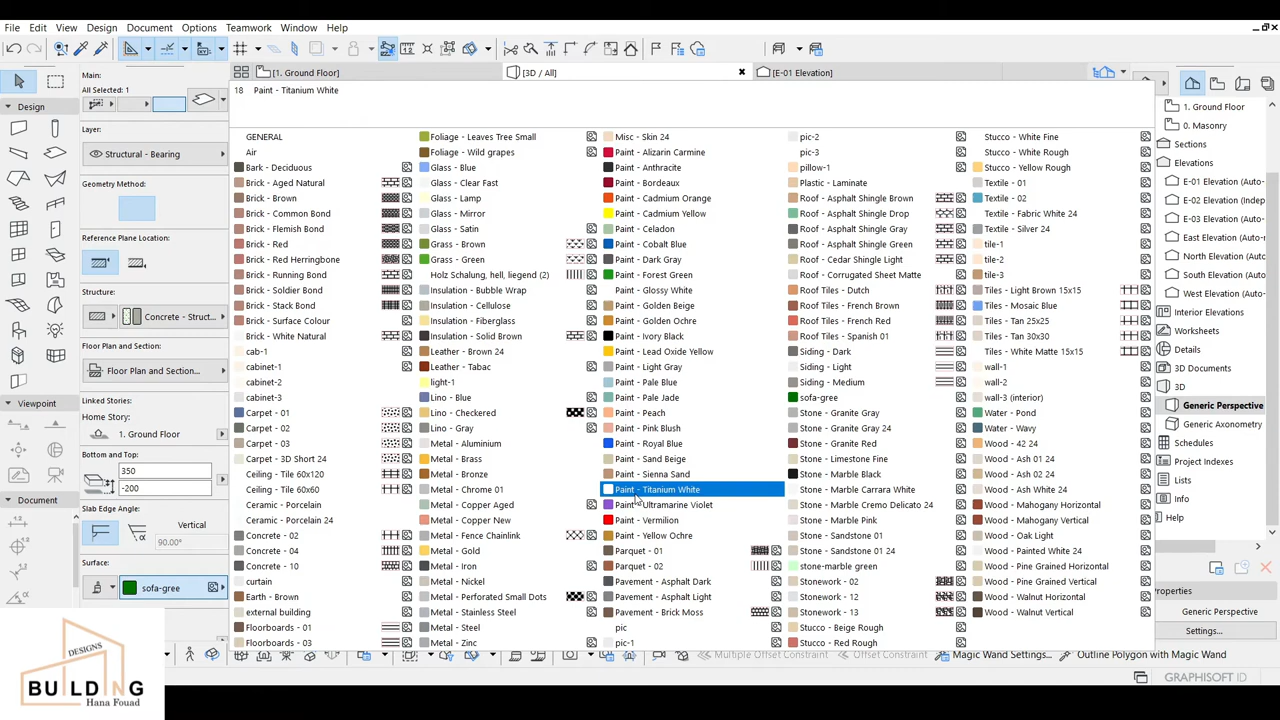 File Edit View Design Document Options Teamwork Window Help
[1. Ground Floor]
[3D / All]
[E-01 Elevation]
Main:
All Selected: 1
Design
Layer:
Structural - Bearing
Geometry Method:
Reference Plane Location:
Structure:
Concrete - Struct...
Floor Plan and Section:
Floor Plan and Section...
Viewpoint
Linked Stories:
Home Story:
1. Ground Floor
Bottom and Top:
350
-200
Document
Slab Edge Angle:
Vertical
90.00°
Surface:
sofa-gree
18 Paint - Titanium White
GENERAL
Air
Bark - Deciduous
Brick - Aged Natural
Brick - Brown
Brick - Common Bond
Brick - Flemish Bond
Brick - Red
Brick - Red Herringbone
Brick - Running Bond
Brick - Soldier Bond
Brick - Stack Bond
Brick - Surface Colour
Brick - White Natural
cab-1
cabinet-1
cabinet-2
cabinet-3
Carpet - 01
Carpet - 02
Carpet - 03
Carpet - 3D Short 24
Ceiling - Tile 60x120
Ceiling - Tile 60x60
Ceramic - Porcelain
Ceramic - Porcelain 24
Concrete - 02
Concrete - 04
Concrete - 10
curtain
Earth - Brown
external building
Floorboards - 01
Floorboards - 03
Foliage - Leaves Tree Small
Foliage - Wild grapes
Glass - Blue
Glass - Clear Fast
Glass - Lamp
Glass - Mirror
Glass - Satin
Grass - Brown
Grass - Green
Holz Schalung, hell, liegend (2)
Insulation - Bubble Wrap
Insulation - Cellulose
Insulation - Fiberglass
Insulation - Solid Brown
Leather - Brown 24
Leather - Tabac
light-1
Lino - Blue
Lino - Checkered
Lino - Gray
Metal - Aluminium
Metal - Brass
Metal - Bronze
Metal - Chrome 01
Metal - Copper Aged
Metal - Copper New
Metal - Fence Chainlink
Metal - Gold
Metal - Iron
Metal - Nickel
Metal - Perforated Small Dots
Metal - Stainless Steel
Metal - Steel
Metal - Zinc
Misc - Skin 24
Paint - Alizarin Carmine
Paint - Anthracite
Paint - Bordeaux
Paint - Cadmium Orange
Paint - Cadmium Yellow
Paint - Celadon
Paint - Cobalt Blue
Paint - Dark Gray
Paint - Forest Green
Paint - Glossy White
Paint - Golden Beige
Paint - Golden Ochre
Paint - Ivory Black
Paint - Lead Oxide Yellow
Paint - Light Gray
Paint - Pale Blue
Paint - Pale Jade
Paint - Peach
Paint - Pink Blush
Paint - Royal Blue
Paint - Sand Beige
Paint - Sienna Sand
Paint - Titanium White
Paint - Ultramarine Violet
Paint - Vermilion
Paint - Yellow Ochre
Parquet - 01
Parquet - 02
Pavement - Asphalt Dark
Pavement - Asphalt Light
Pavement - Brick Moss
pic
pic-1
pic-2
pic-3
pillow-1
Plastic - Laminate
Roof - Asphalt Shingle Brown
Roof - Asphalt Shingle Drop
Roof - Asphalt Shingle Gray
Roof - Asphalt Shingle Green
Roof - Cedar Shingle Light
Roof - Corrugated Sheet Matte
Roof Tiles - Dutch
Roof Tiles - French Brown
Roof Tiles - French Red
Roof Tiles - Spanish 01
Siding - Dark
Siding - Light
Siding - Medium
sofa-gree
Stone - Granite Gray
Stone - Granite Gray 24
Stone - Granite Red
Stone - Limestone Fine
Stone - Marble Black
Stone - Marble Carrara White
Stone - Marble Cremo Delicato 24
Stone - Marble Pink
Stone - Sandstone 01
Stone - Sandstone 01 24
stone-marble green
Stonework - 02
Stonework - 12
Stonework - 13
Stucco - Beige Rough
Stucco - Red Rough
Stucco - White Fine
Stucco - White Rough
Stucco - Yellow Rough
Textile - 01
Textile - 02
Textile - Fabric White 24
Textile - Silver 24
tile-1
tile-2
tile-3
Tiles - Light Brown 15x15
Tiles - Mosaic Blue
Tiles - Tan 25x25
Tiles - Tan 30x30
Tiles - White Matte 15x15
wall-1
wall-2
wall-3 (interior)
Water - Pond
Water - Wavy
Wood - 42 24
Wood - Ash 01 24
Wood - Ash 02 24
Wood - Ash White 24
Wood - Mahogany Horizontal
Wood - Mahogany Vertical
Wood - Oak Light
Wood - Painted White 24
Wood - Pine Grained Horizontal
Wood - Pine Grained Vertical
Wood - Walnut Horizontal
Wood - Walnut Vertical
1. Ground Floor
0. Masonry
Sections
Elevations
E-01 Elevation (Auto-
E-02 Elevation (Indep
E-03 Elevation (Auto-
East Elevation (Auto-r
North Elevation (Auto
South Elevation (Auto
West Elevation (Auto-
Interior Elevations
Worksheets
Details
3D Documents
3D
Generic Perspective
Generic Axonometry
Schedules
Project Indexes
Lists
Info
Help
roperties
Generic Perspective
Settings...
Multiple Offset Constraint
Offset Constraint
Magic Wand Settings...
Outline Polygon with Magic Wand
GRAPHISOFT ID
DESIGNS
BUILDING
Hana Fouad